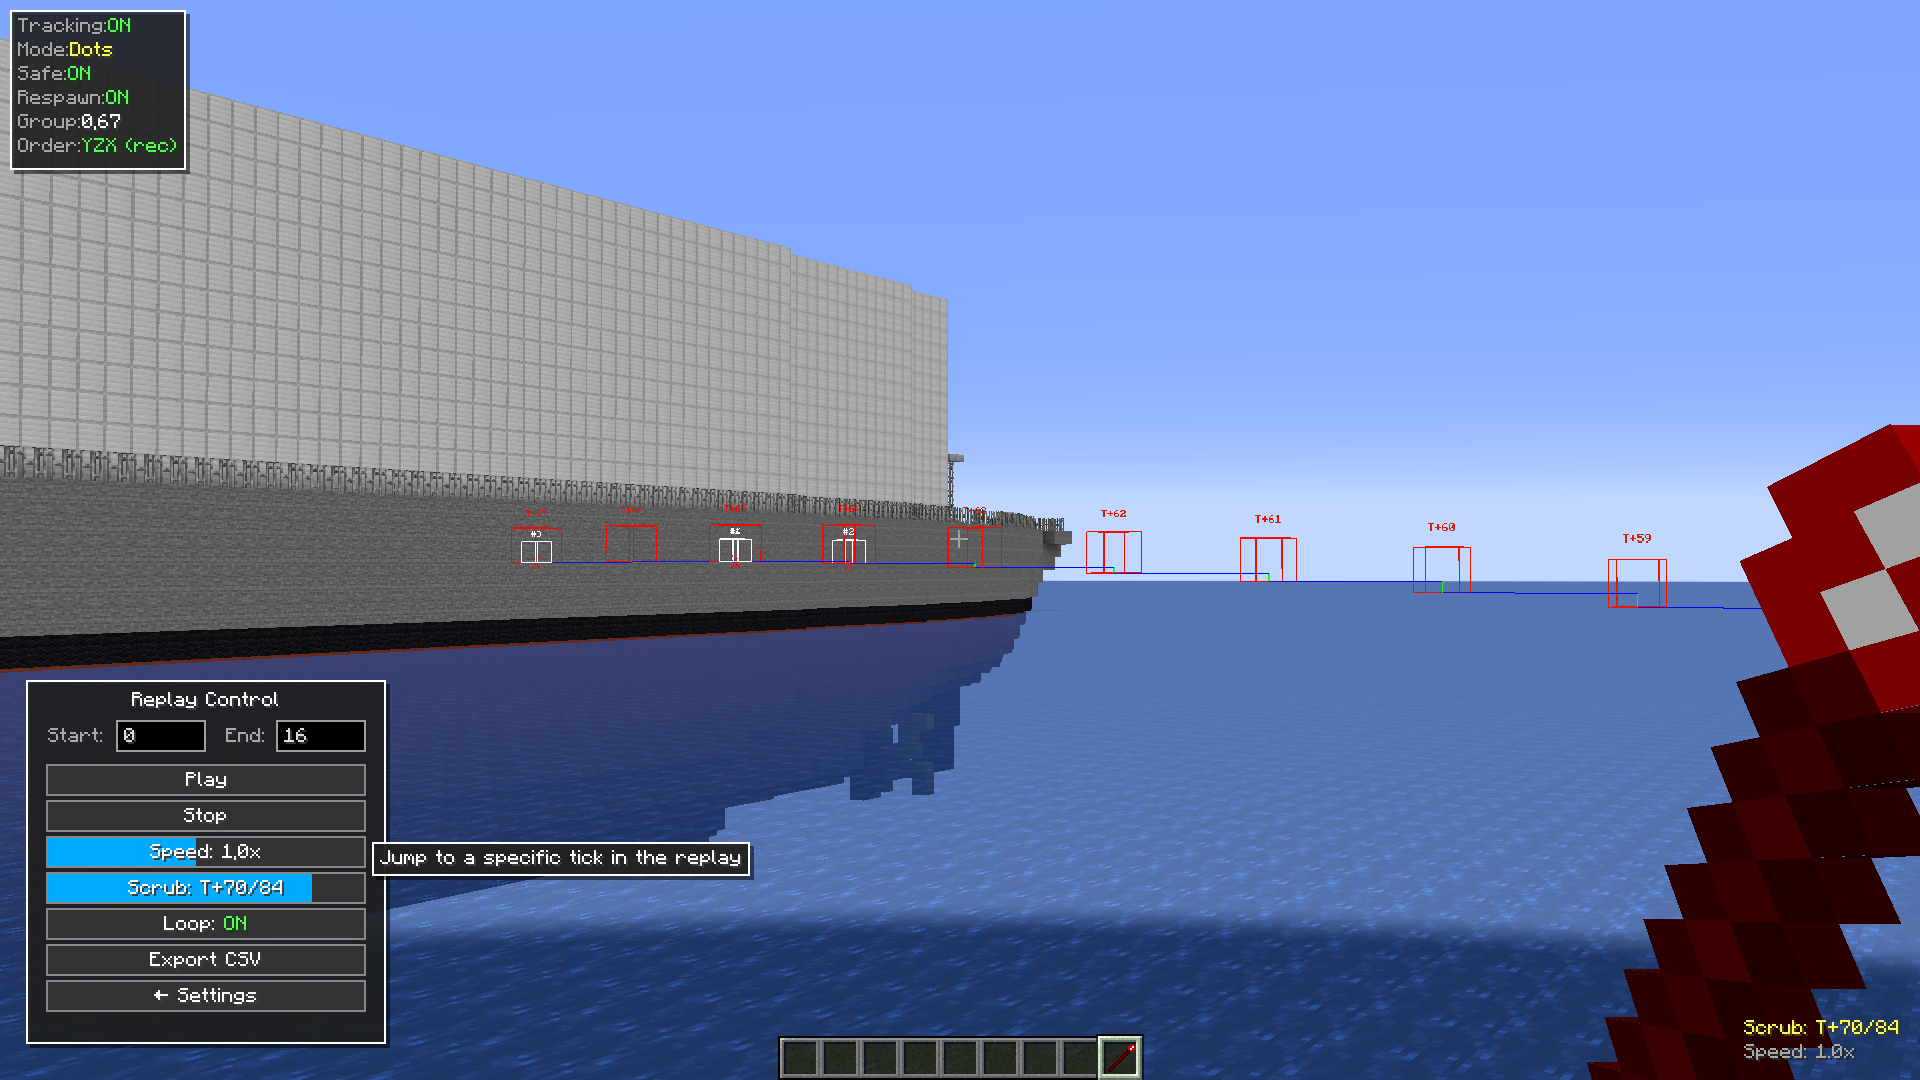 Tracking:ON
Mode:Dots
Safe:ON
Respawn:ON
Group:0,67
Order:YZX (rec)
T+62
T+61
T+60
T+59
#2
Replay Control
Start: 0 End: 16
Play
Stop
Speed: 1,0x
Jump to a specific tick in the replay
Scrub: T+70/84
Loop: ON
Export CSV
← Settings
Scrub: T+70/84
Speed: 1.0x